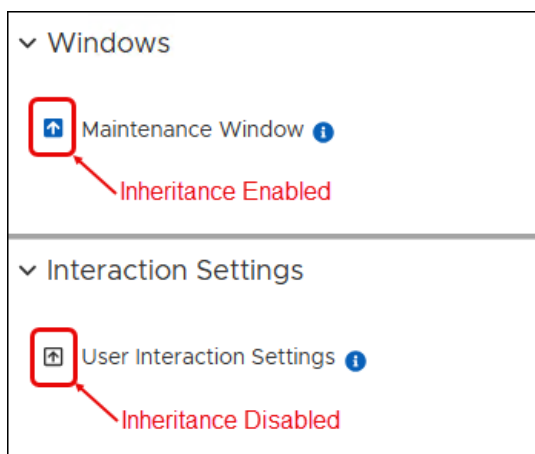 Windows
Maintenance Window
Inheritance Enabled
Interaction Settings
User Interaction Settings
Inheritance Disabled